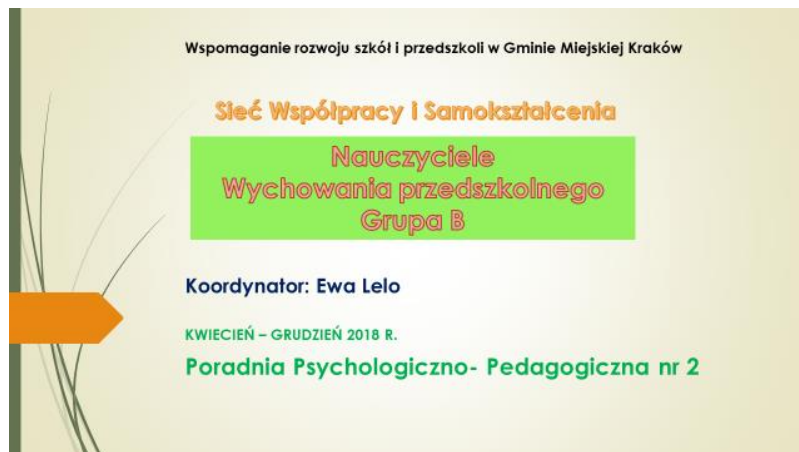 Wspomaganie rozwoju szkół i przedszkoli w Gminie Miejskiej Kraków
Sieć Współpracy i Samokształcenia
Nauczyciele
Wychowania przedszkolnego
Grupa B
Koordynator: Ewa Lelo
KWIECIEŃ – GRUDZIEŃ 2018 R.
Poradnia Psychologiczno- Pedagogiczna nr 2